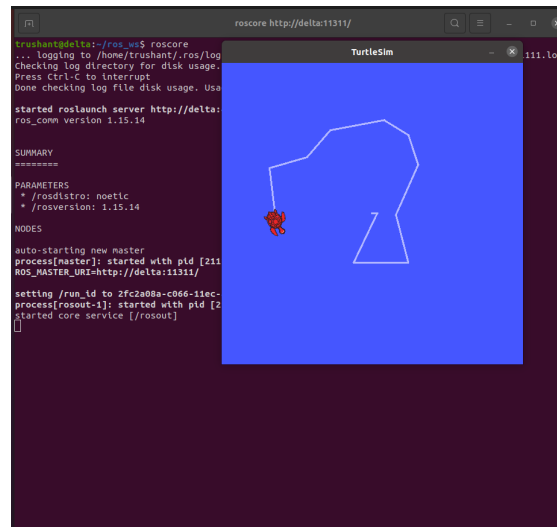 roscore http://delta:11311/
trushant@delta:~/ros_ws$ roscore
... logging to /home/trushant/.ros/log
111.lo
Checking log directory for disk usage.
Press Ctrl-C to interrupt
Done checking log file disk usage. Usa
started roslaunch server http://delta:
ros_comm version 1.15.14
SUMMARY
========
PARAMETERS
* /rosdistro: noetic
* /rosversion: 1.15.14
NODES
auto-starting new master
process[master]: started with pid [211
ROS_MASTER_URI=http://delta:11311/
setting /run_id to 2fc2a08a-c066-11ec-
process[rosout-1]: started with pid [2
started core service [/rosout]
TurtleSim